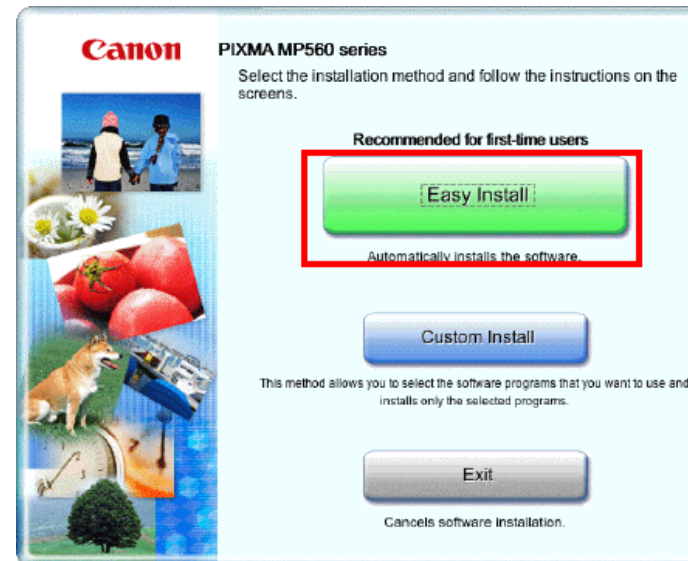 Canon
PIXMA MP560 series
Select the installation method and follow the instructions on the
screens.
Recommended for first-time users
Easy Install
Automatically installs the software.
Custom Install
This method allows you to select the software programs that you want to use and
installs only the selected programs.
Exit
Cancels software installation.